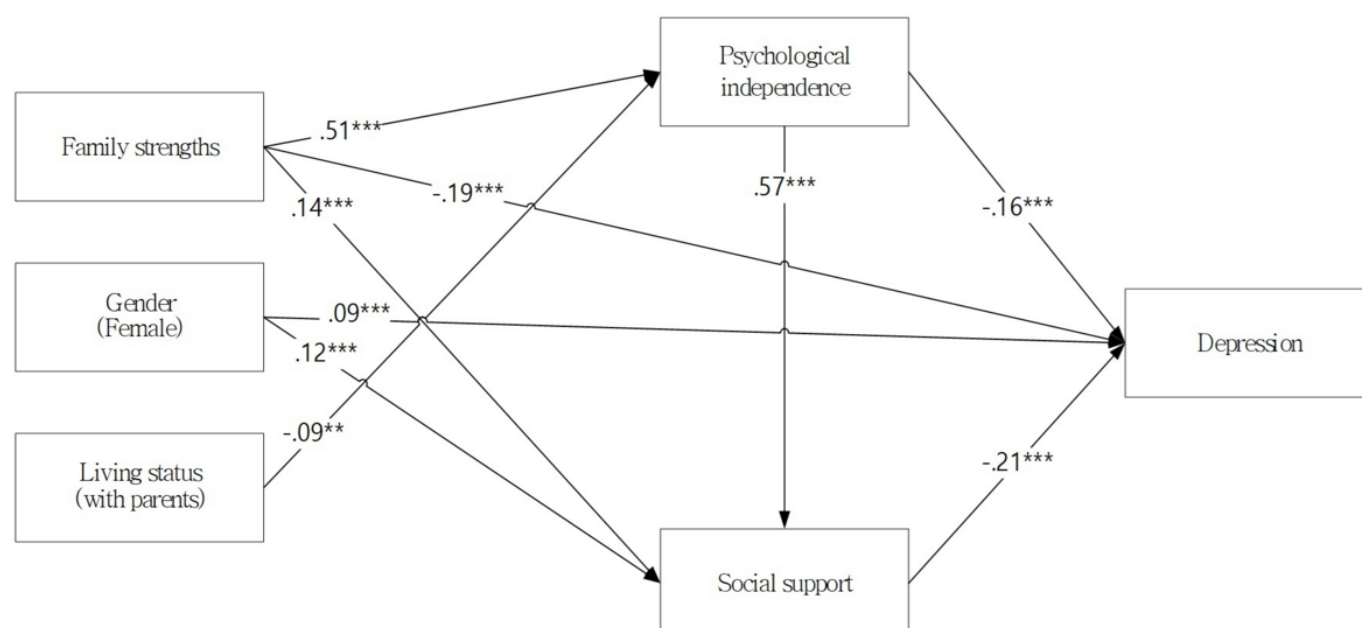 Psychological
independence
Family strengths
.51***
-.19***
.14***
.57***
-.16***
Gender
(Female)
.09***
.12***
Depression
Living status
(with parents)
-.09**
-.21***
Social support